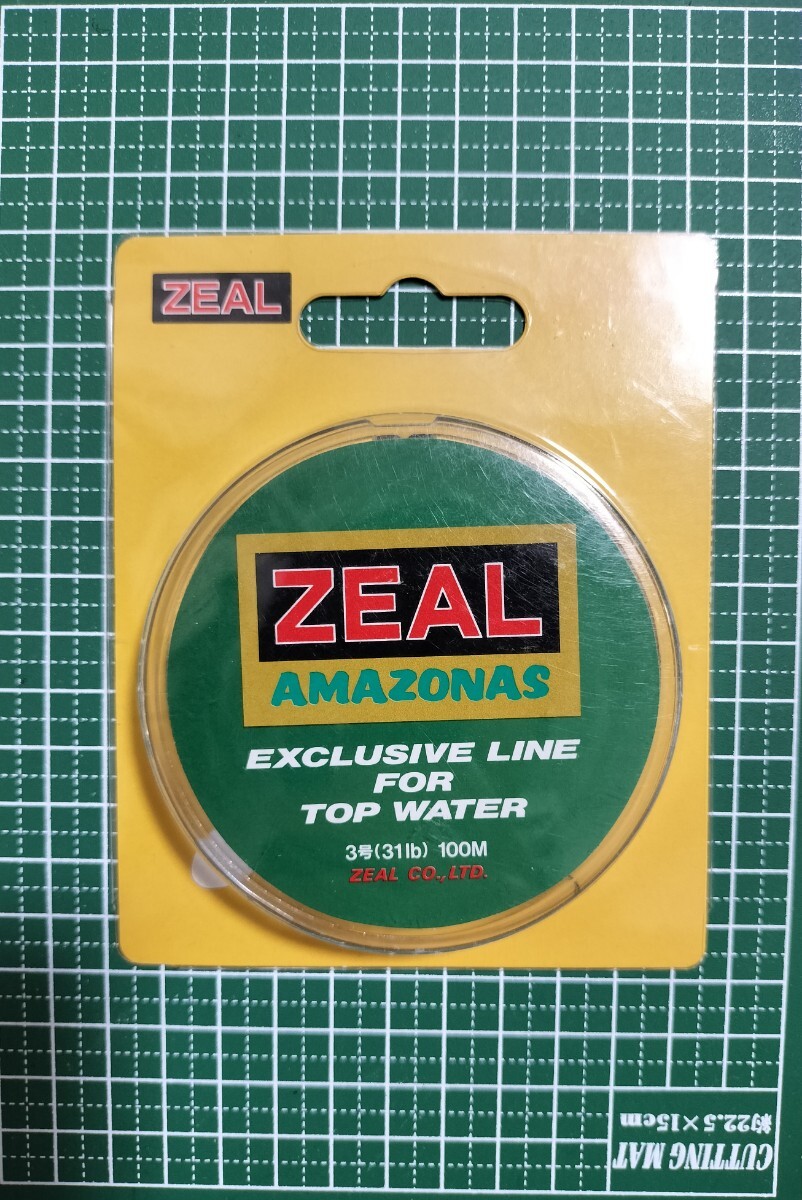 ZEAL
ZEAL
AMAZONAS
EXCLUSIVE LINE
FOR
TOP WATER
3号(31lb) 100M
ZEAL CO., LTD.
CUTTING MAT
約22.5×15cm